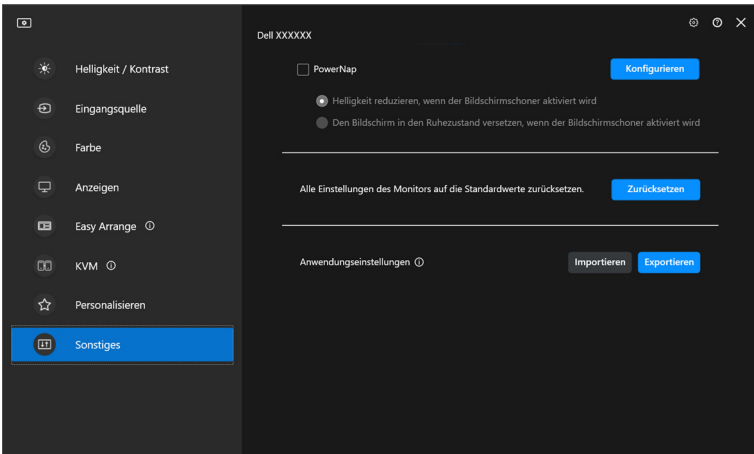 Dell XXXXXX
Helligkeit / Kontrast
Eingangsquelle
Farbe
Anzeigen
Easy Arrange
KVM
Personalisieren
Sonstiges
PowerNap
Konfigurieren
Helligkeit reduzieren, wenn der Bildschirmschoner aktiviert wird
Den Bildschirm in den Ruhezustand versetzen, wenn der Bildschirmschoner aktiviert wird
Alle Einstellungen des Monitors auf die Standardwerte zurücksetzen.
Zurücksetzen
Anwendungseinstellungen
Importieren
Exportieren